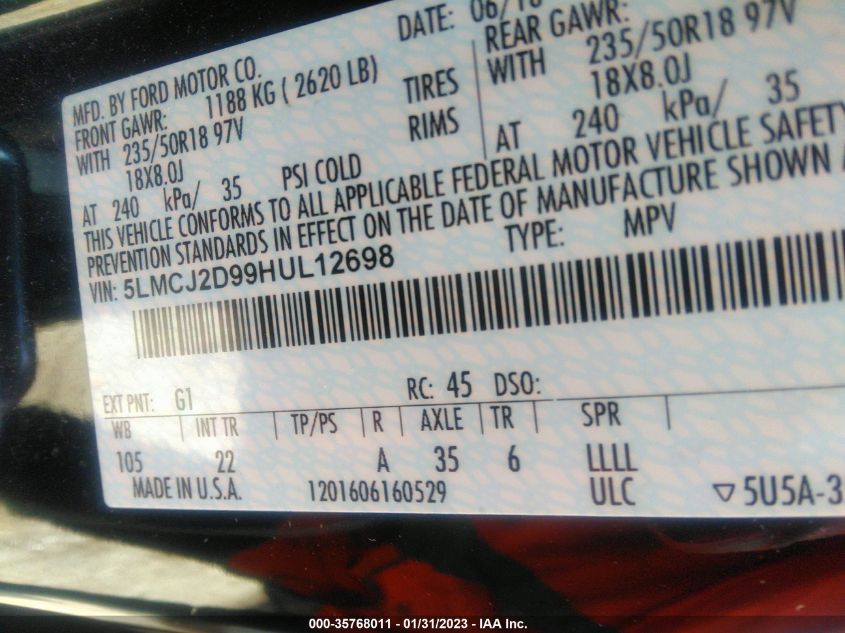 DATE: 06/16
MFD. BY FORD MOTOR CO.
FRONT GAWR: 1188 KG ( 2620 LB) TIRES
WITH 235/50R18 97V RIMS
18X8.0J
AT 240 kPa/ 35 PSI COLD
REAR GAWR:
WITH 235/50R18 97V
18X8.0J
AT 240 kPa/ 35
THIS VEHICLE CONFORMS TO ALL APPLICABLE FEDERAL MOTOR VEHICLE SAFETY
PREVENTION STANDARDS IN EFFECT ON THE DATE OF MANUFACTURE SHOWN
VIN: 5LMCJ2D99HUL12698 TYPE: MPV
EXT PNT: G1 RC: 45 DSO:
WB | INT TR | TP/PS | R | AXLE | TR | SPR |
105 22 A 35 6 LLLL
MADE IN U.S.A. 1201606160529 ULC ▽ 5U5A-3
000-35768011 / 01/31/2023 - IAA Inc.